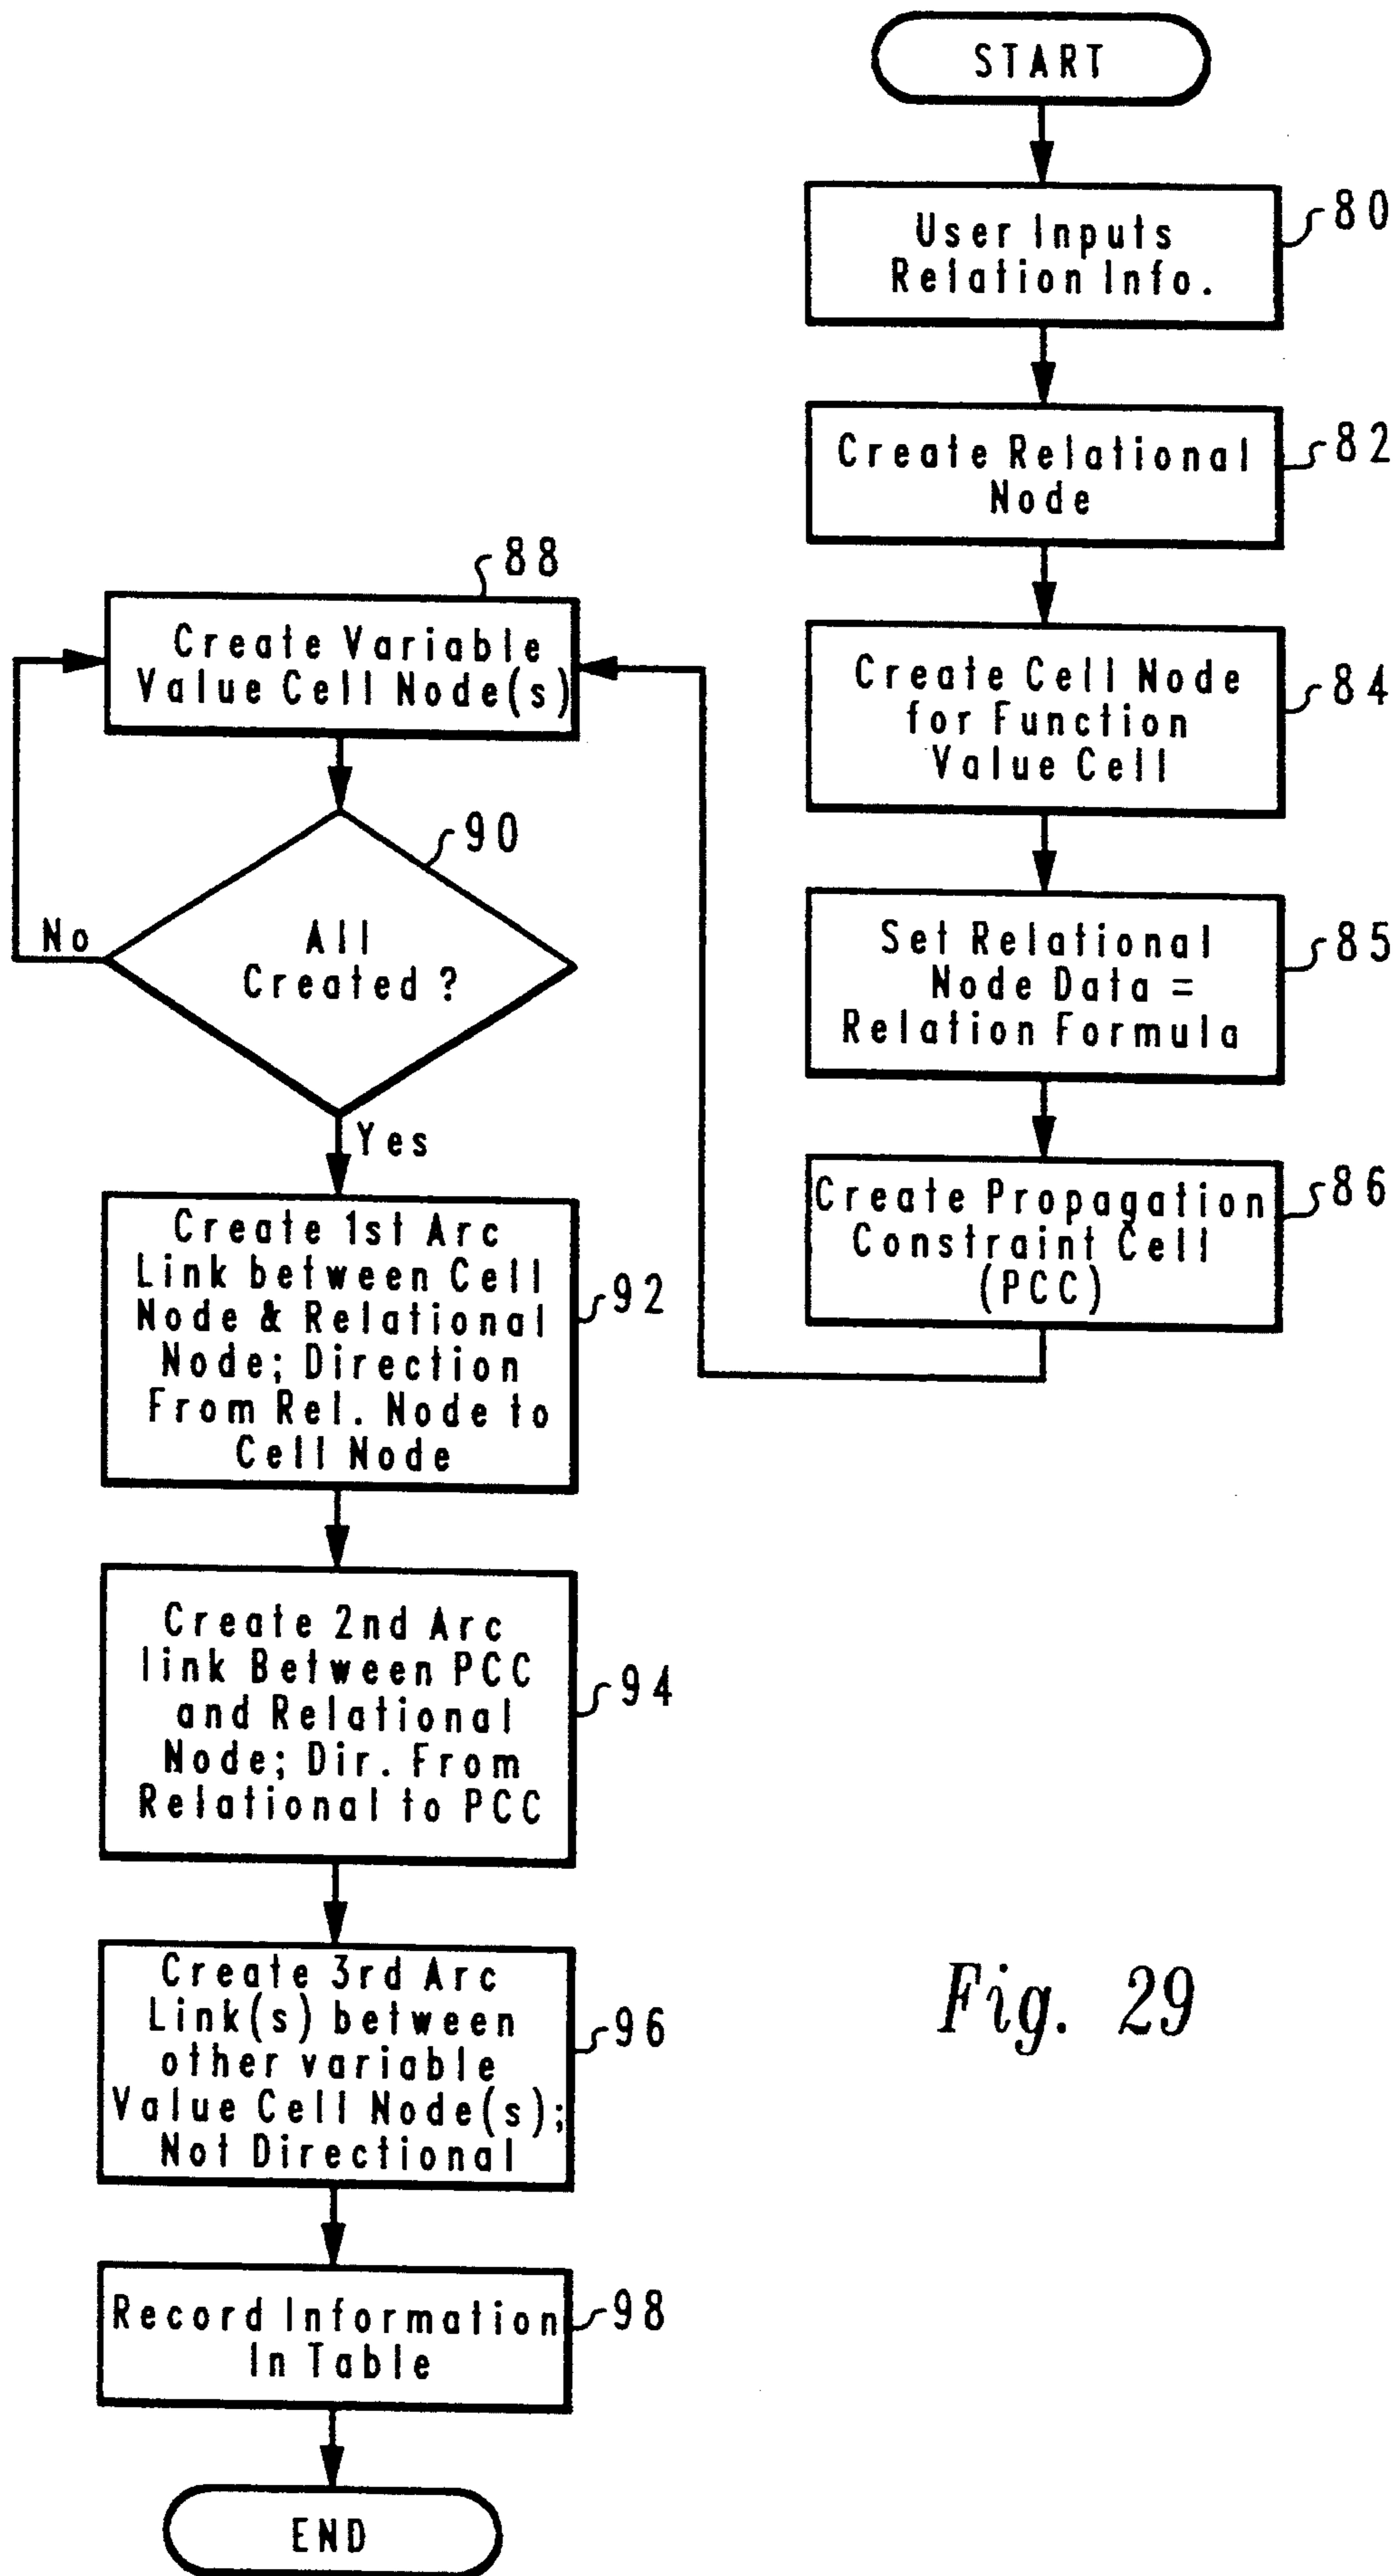 START
User Inputs
Relation Info.
80
Create Relational
Node
82
Create Cell Node
for Function
Value Cell
84
Set Relational
Node Data =
Relation Formula
85
Create Propagation
Constraint Cell
(PCC)
86
88
Create Variable
Value Cell Node(s)
90
All
Created ?
No
Yes
Create 1st Arc
Link between Cell
Node & Relational
Node; Direction
From Rel. Node to
Cell Node
92
Create 2nd Arc
link Between PCC
and Relational
Node; Dir. From
Relational to PCC
94
Create 3rd Arc
Link(s) between
other variable
Value Cell Node(s);
Not Directional
96
Record Information
In Table
98
END
Fig. 29